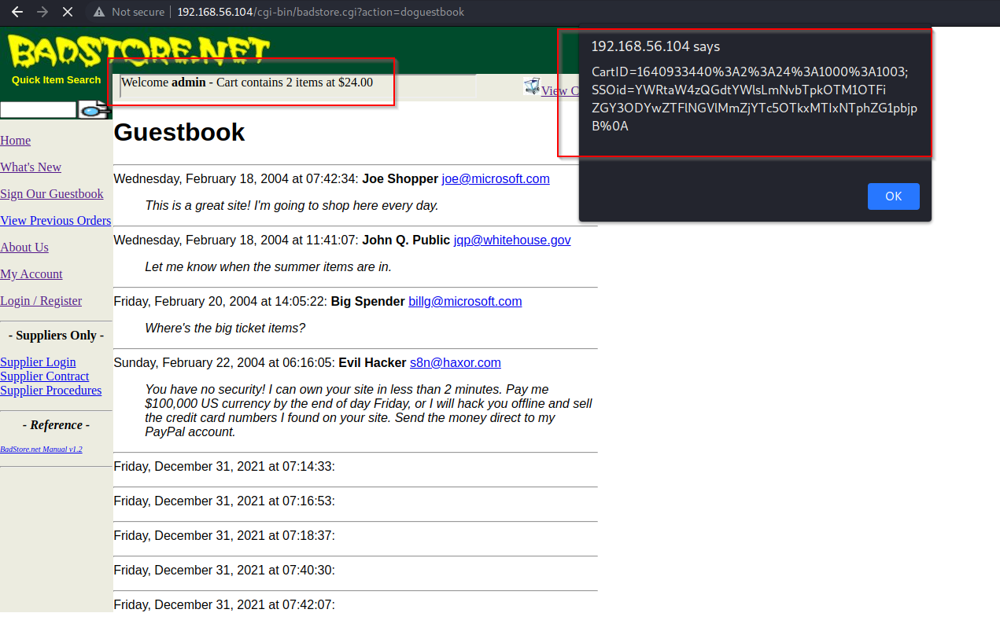 Not secure 192.168.56.104/cgi-bin/badstore.cgi?action=doguestbook
BADSTORE.NET
Quick Item Search
Welcome admin - Cart contains 2 items at $24.00
View C
192.168.56.104 says
CartID=1640933440%3A2%3A24%3A1000%3A1003;
SSOid=YWRtaW4zQGdtYWlsLmNvbTpkOTM1OTFi
ZGY3ODYwZTFlNGVlMmZjYTc5OTkxMTIxNTphZG1pbjpB
B%0A
OK
Home
What's New
Sign Our Guestbook
View Previous Orders
About Us
My Account
Login / Register
- Suppliers Only -
Supplier Login
Supplier Contract
Supplier Procedures
- Reference -
BadStore.net Manual v1.2
Guestbook
Wednesday, February 18, 2004 at 07:42:34: Joe Shopper joe@microsoft.com
This is a great site! I'm going to shop here every day.
Wednesday, February 18, 2004 at 11:41:07: John Q. Public jqp@whitehouse.gov
Let me know when the summer items are in.
Friday, February 20, 2004 at 14:05:22: Big Spender billg@microsoft.com
Where's the big ticket items?
Sunday, February 22, 2004 at 06:16:05: Evil Hacker s8n@haxor.com
You have no security! I can own your site in less than 2 minutes. Pay me
$100,000 US currency by the end of day Friday, or I will hack you offline and sell
the credit card numbers I found on your site. Send the money direct to my
PayPal account.
Friday, December 31, 2021 at 07:14:33:
Friday, December 31, 2021 at 07:16:53:
Friday, December 31, 2021 at 07:18:37:
Friday, December 31, 2021 at 07:40:30:
Friday, December 31, 2021 at 07:42:07: